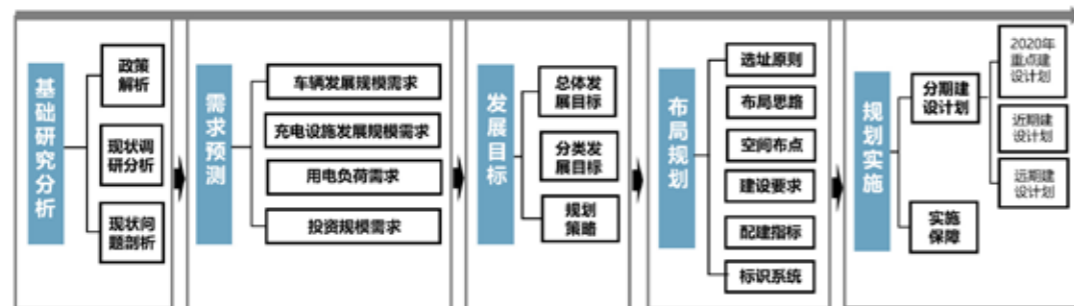 基础研究分析
政策
解析
现状调
研分析
现状问
题剖析
需求预测
车辆发展规模需求
充电设施发展规模需求
用电负荷需求
投资规模需求
发展目标
总体发
展目标
分类发
展目标
规划
策略
布局规划
选址原则
布局思路
空间布点
建设要求
配建指标
标识系统
规划实施
分期建
设计划
2020年
重点建
设计划
近期建
设计划
远期建
设计划
实施
保障